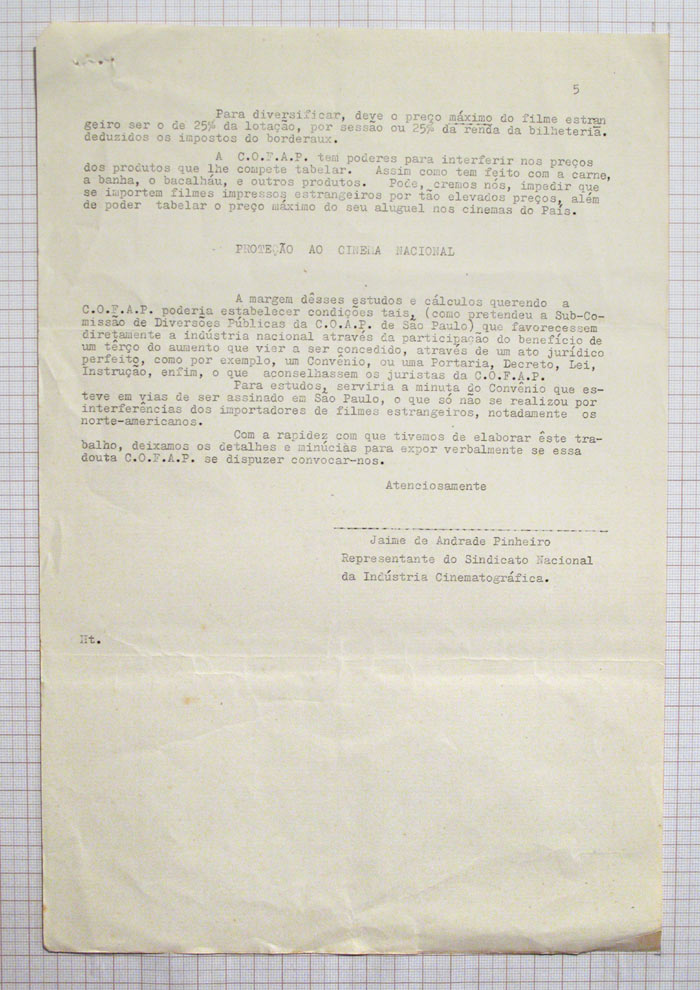 5
Para diversificar, deve o preço máximo do filme estran
geiro ser o de 25% da lotação, por sessão ou 25% da renda da bilheteria.
deduzidos os impostos do borderaux.
A C.O.F.A.P. tem poderes para interferir nos preços
dos produtos que lhe compete tabelar. Assim como tem feito com a carne,
a banha, o bacalháu, e outros produtos. Pode, cremos nós, impedir que
se importem filmes impressos estrangeiros por tão elevados preços, além
de poder tabelar o preço máximo do seu aluguel nos cinemas do País.
PROTEÇÃO AO CINEMA NACIONAL
A margem dêsses estudos e cálculos querendo a
C.O.F.A.P. poderia estabelecer condições tais, (como pretendeu a Sub-Co-
missão de Diversões Públicas da C.O.A.P. de São Paulo) que favorecessem
diretamente a indústria nacional através da participação do benefício de
um têrço do aumento que vier a ser concedido, através de um ato jurídico
perfeito, como por exemplo, um Convênio, ou uma Portaria, Decreto, Lei,
Instrução, enfim, o que aconselhassem os juristas da C.O.F.A.P.
Para estudos, serviria a minuta do Convênio que es-
teve em vias de ser assinado em São Paulo, o que só não se realizou por
interferências dos importadores de filmes estrangeiros, notadamente os
norte-americanos.
Com a rapidez com que tivemos de elaborar êste tra-
balho, deixamos os detalhes e minúcias para expor verbalmente se essa
douta C.O.F.A.P. se dispuzer convocar-nos.
Atenciosamente
Jaime de Andrade Pinheiro
Representante do Sindicato Nacional
da Indústria Cinematográfica.
Ht.